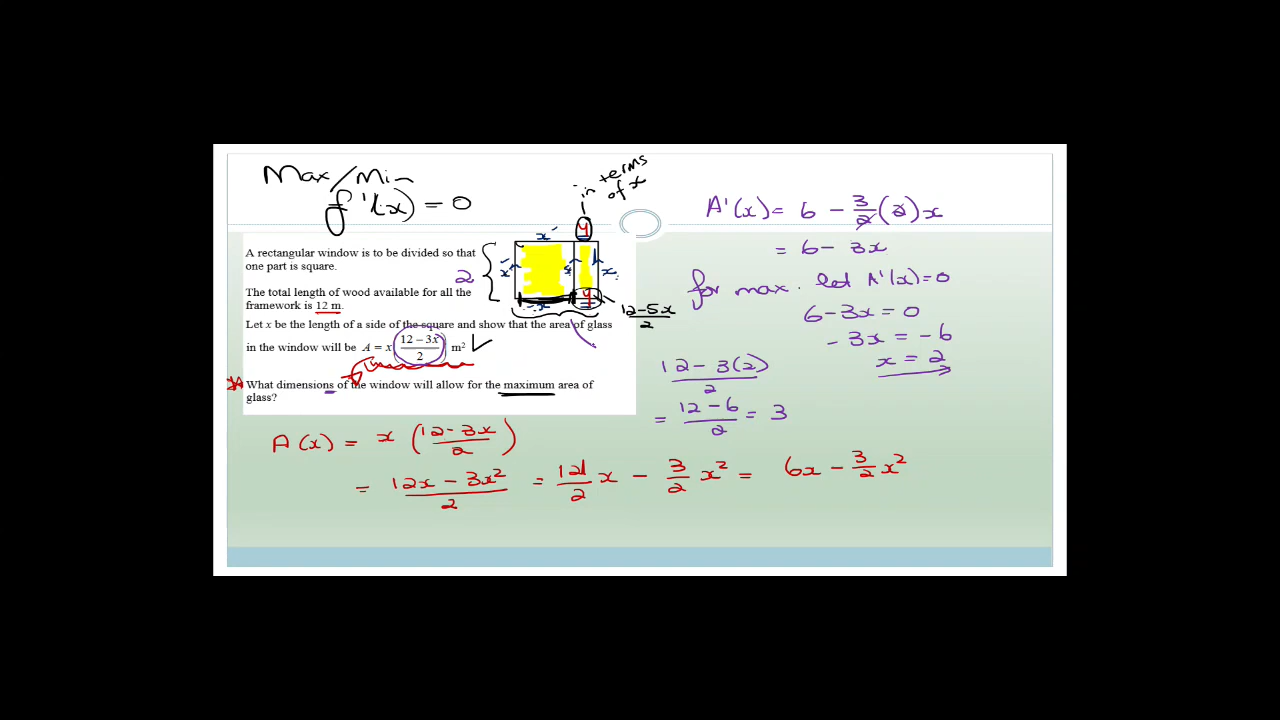 Max/Min
f'(x) = 0
in terms
of x
A rectangular window is to be divided so that
one part is square.
The total length of wood available for all the
framework is 12 m.
Let x be the length of a side of the square and show that the area of glass
in the window will be A = x(12 − 3x / 2) m²
What dimensions of the window will allow for the maximum area of
glass?
2
x
y
x
x
x
x
y
12-5x
2
A(x) = x (12-3x / 2)
= 12x - 3x² / 2 = 12/2 x - 3/2 x² = 6x - 3/2 x²
A'(x) = 6 - 3/2 (2)x
= 6 - 3x
for max. let A'(x)=0
6-3x = 0
-3x = -6
x = 2
12 - 3(2)
2
= 12-6 / 2 = 3